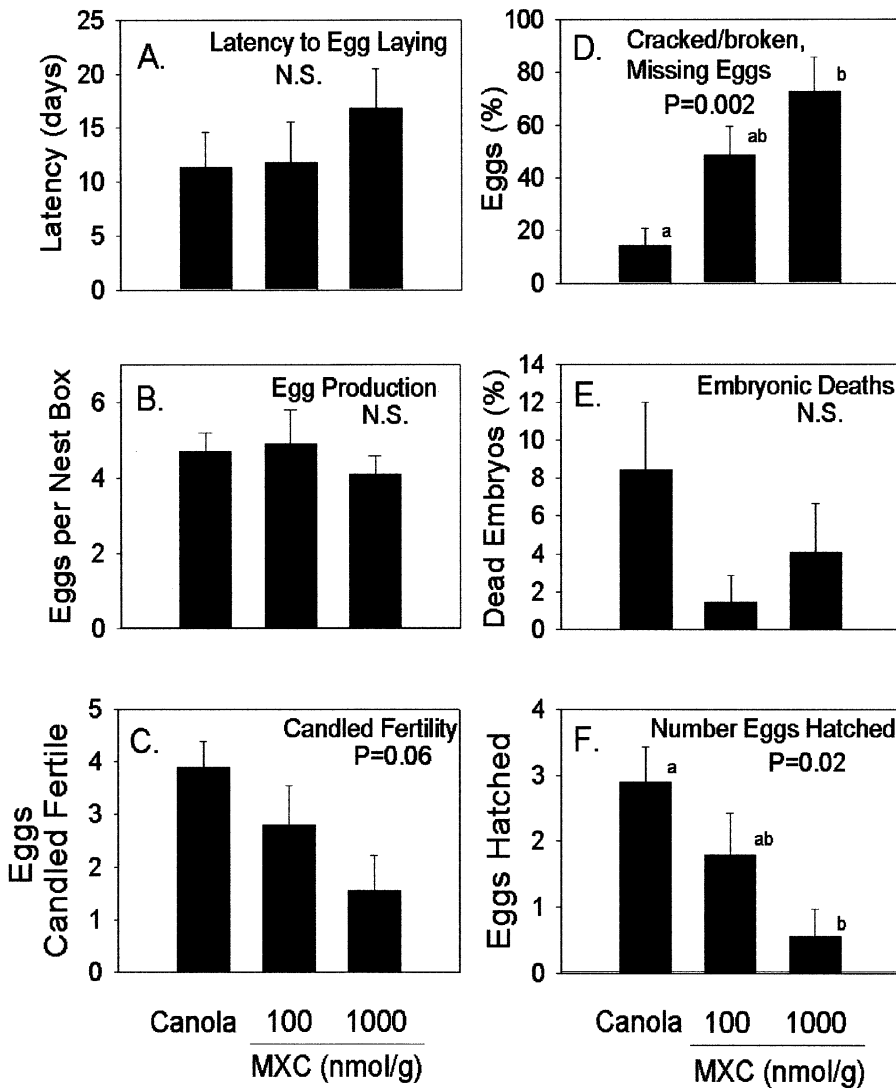 A.
Latency to Egg Laying
N.S.
Latency (days)
25
20
15
10
5
0
B.
Egg Production
N.S.
Eggs per Nest Box
6
4
2
0
C.
Candled Fertility
P=0.06
Eggs
Candled Fertile
5
4
3
2
1
0
Canola
100
1000
MXC (nmol/g)
D.
Cracked/broken,
Missing Eggs
P=0.002
Eggs (%)
100
80
60
40
20
0
a
ab
b
E.
Embryonic Deaths
N.S.
Dead Embryos (%)
14
12
10
8
6
4
2
0
F.
Number Eggs Hatched
P=0.02
Eggs Hatched
4
3
2
1
0
a
ab
b
Canola
100
1000
MXC (nmol/g)